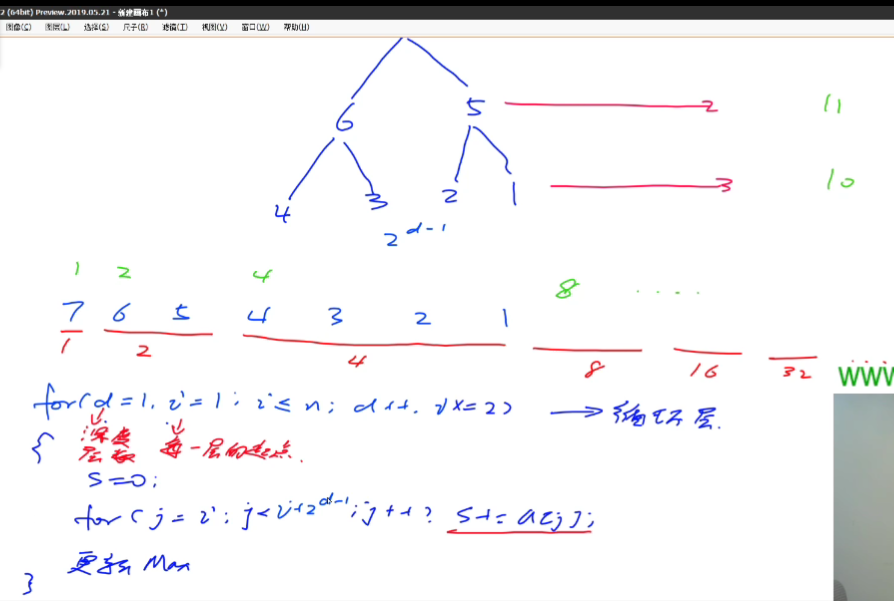 2 (64bit) Preview.2019.05.21 - 新建画布1 (*)
图像(C) 图层(L) 选择(S) 尺子(R) 滤镜(T) 视图(V) 窗口(W) 帮助(H)
6 5 2 11
4 3 2 1 3 10
2^d-1
1 2 4 8 .....
7 6 5 4 3 2 1
1 2 4 8 16 32
WWW
for(d=1, i=1; i≤n; d++, i×=2) → 循环层.
{ 深度 层数 每一层的起点.
s=0;
for(j=i; j<i+2^d-1; j++) s+=a[j];
更新Max
}